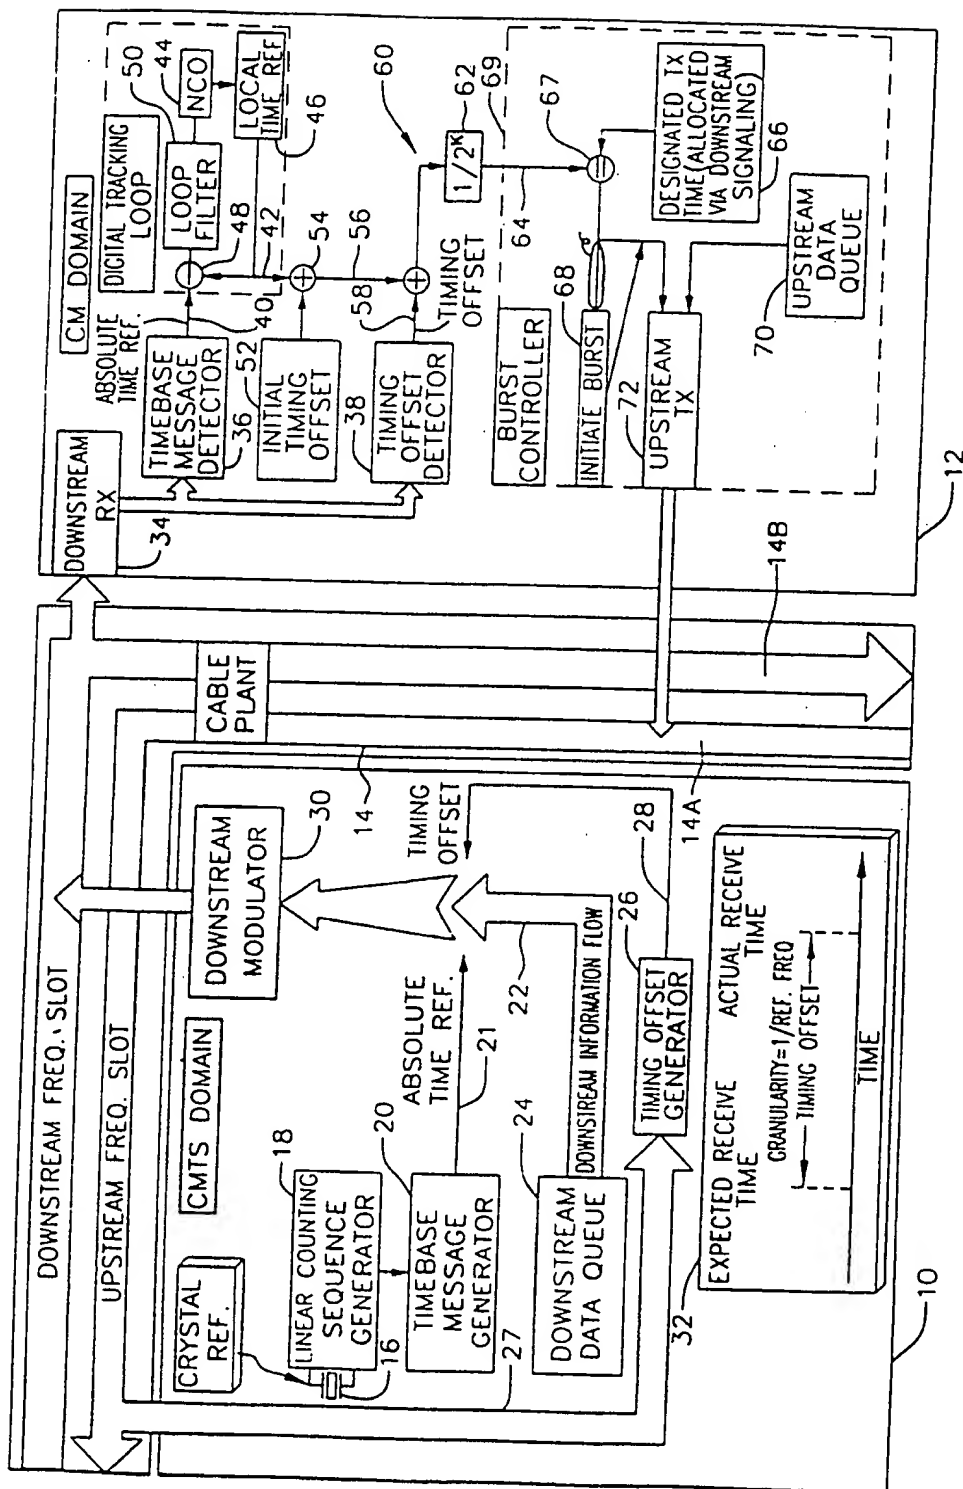 DOWNSTREAM FREQ. SLOT
UPSTREAM FREQ. SLOT
CRYSTAL
REF.
CMTS DOMAIN
LINEAR COUNTING
SEQUENCE
GENERATOR
18
16
TIMEBASE
MESSAGE
GENERATOR
20
ABSOLUTE
TIME REF.
21
DOWNSTREAM
DATA QUEUE
24
DOWNSTREAM INFORMATION FLOW
22
DOWNSTREAM
MODULATOR
30
TIMING
OFFSET
TIMING OFFSET
GENERATOR
26
28
27
32
EXPECTED RECEIVE
TIME
ACTUAL RECEIVE
TIME
GRANULARITY=1/REF. FREQ
TIMING OFFSET
TIME
10
CABLE
PLANT
14
14A
14B
DOWNSTREAM
RX
34
CM DOMAIN
DIGITAL TRACKING
LOOP
ABSOLUTE
TIME REF.
40
TIMEBASE
MESSAGE
DETECTOR
36
LOOP
FILTER
50
NCO
44
LOCAL
TIME REF
46
48
42
INITIAL
TIMING
OFFSET
52
54
56
TIMING
OFFSET
DETECTOR
38
58
TIMING
OFFSET
60
1/2K
62
64
69
BURST
CONTROLLER
INITIATE BURST
68
67
DESIGNATED TX
TIME(ALLOCATED
VIA DOWNSTREAM
SIGNALING)
66
UPSTREAM
TX
72
UPSTREAM
DATA
QUEUE
70
12